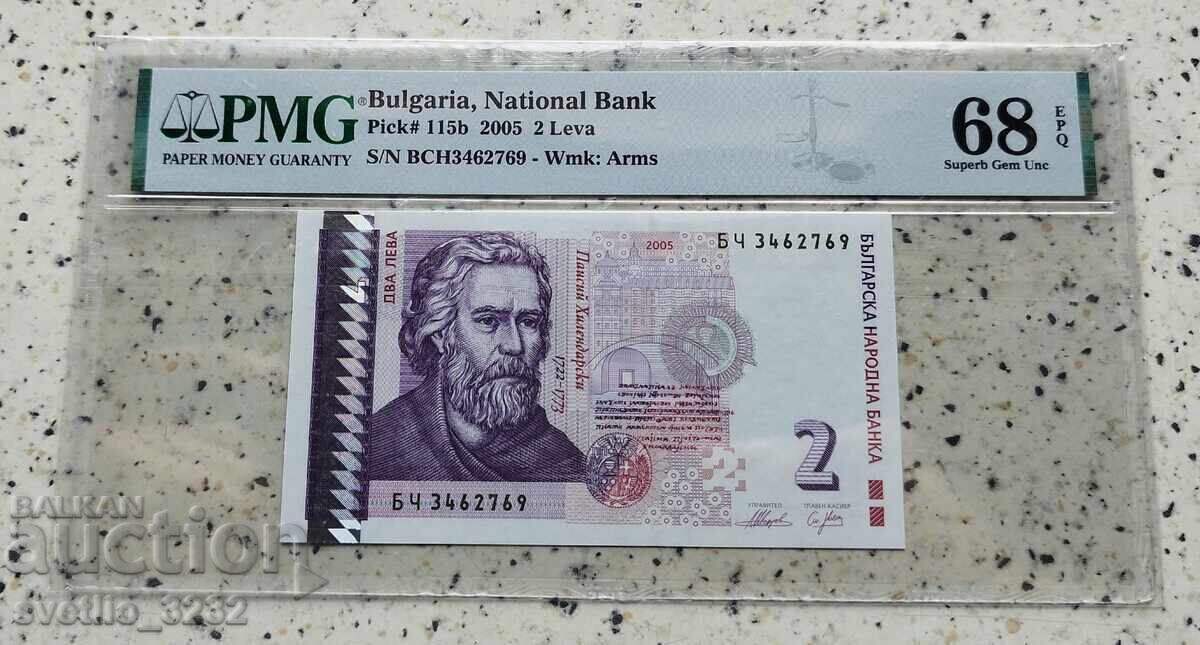 PMG®
PAPER MONEY GUARANTY
Bulgaria, National Bank
Pick# 115b 2005 2 Leva
S/N BCH3462769 - Wmk: Arms
68
EPQ
Superb Gem Unc
ДВА ЛЕВА
Паисий Хилендарски
1722-1773
2005
БЧ 3462769
БЪЛГАРСКА НАРОДНА БАНКА
2
УПРАВИТЕЛ
ГЛАВЕН КАСИЕР
БЧ 3462769
BALKAN
auction
svetlio_3232